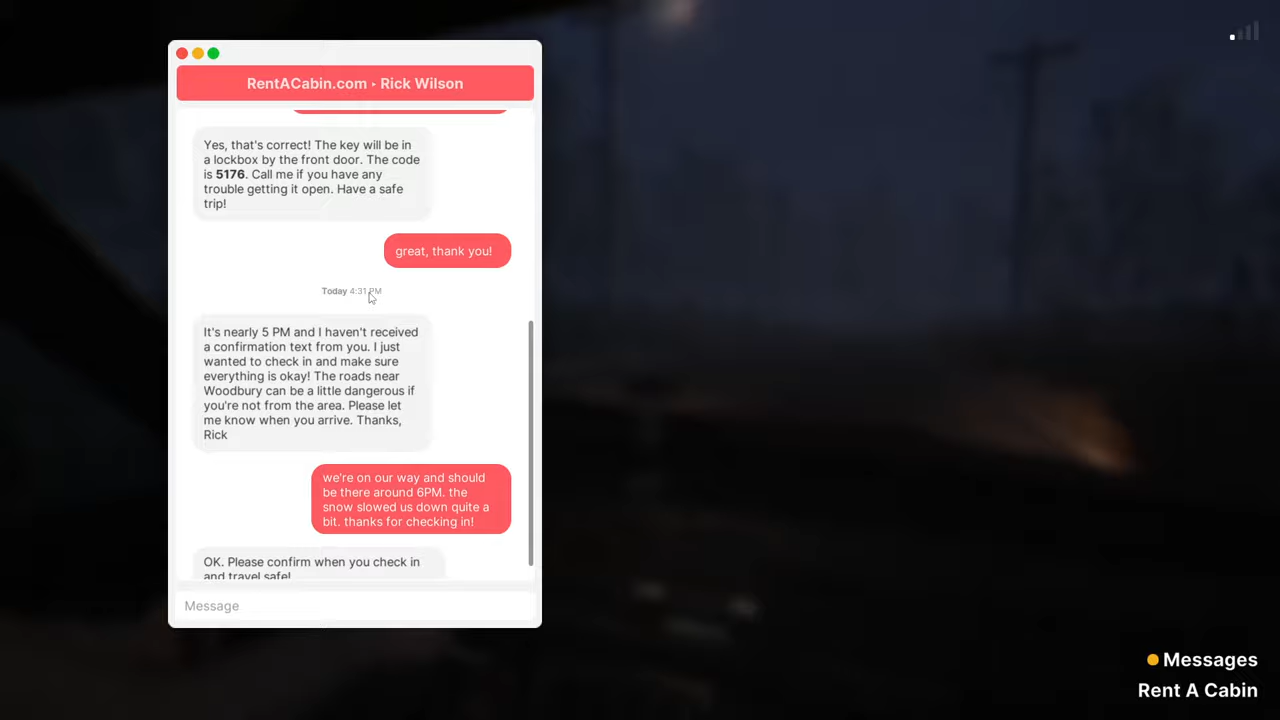 RentACabin.com ▸ Rick Wilson
Yes, that's correct! The key will be in
a lockbox by the front door. The code
is 5176. Call me if you have any
trouble getting it open. Have a safe
trip!
great, thank you!
Today 4:31 PM
It's nearly 5 PM and I haven't received
a confirmation text from you. I just
wanted to check in and make sure
everything is okay! The roads near
Woodbury can be a little dangerous if
you're not from the area. Please let
me know when you arrive. Thanks,
Rick
we're on our way and should
be there around 6PM. the
snow slowed us down quite a
bit. thanks for checking in!
OK. Please confirm when you check in
and travel safe!
Message
Messages
Rent A Cabin